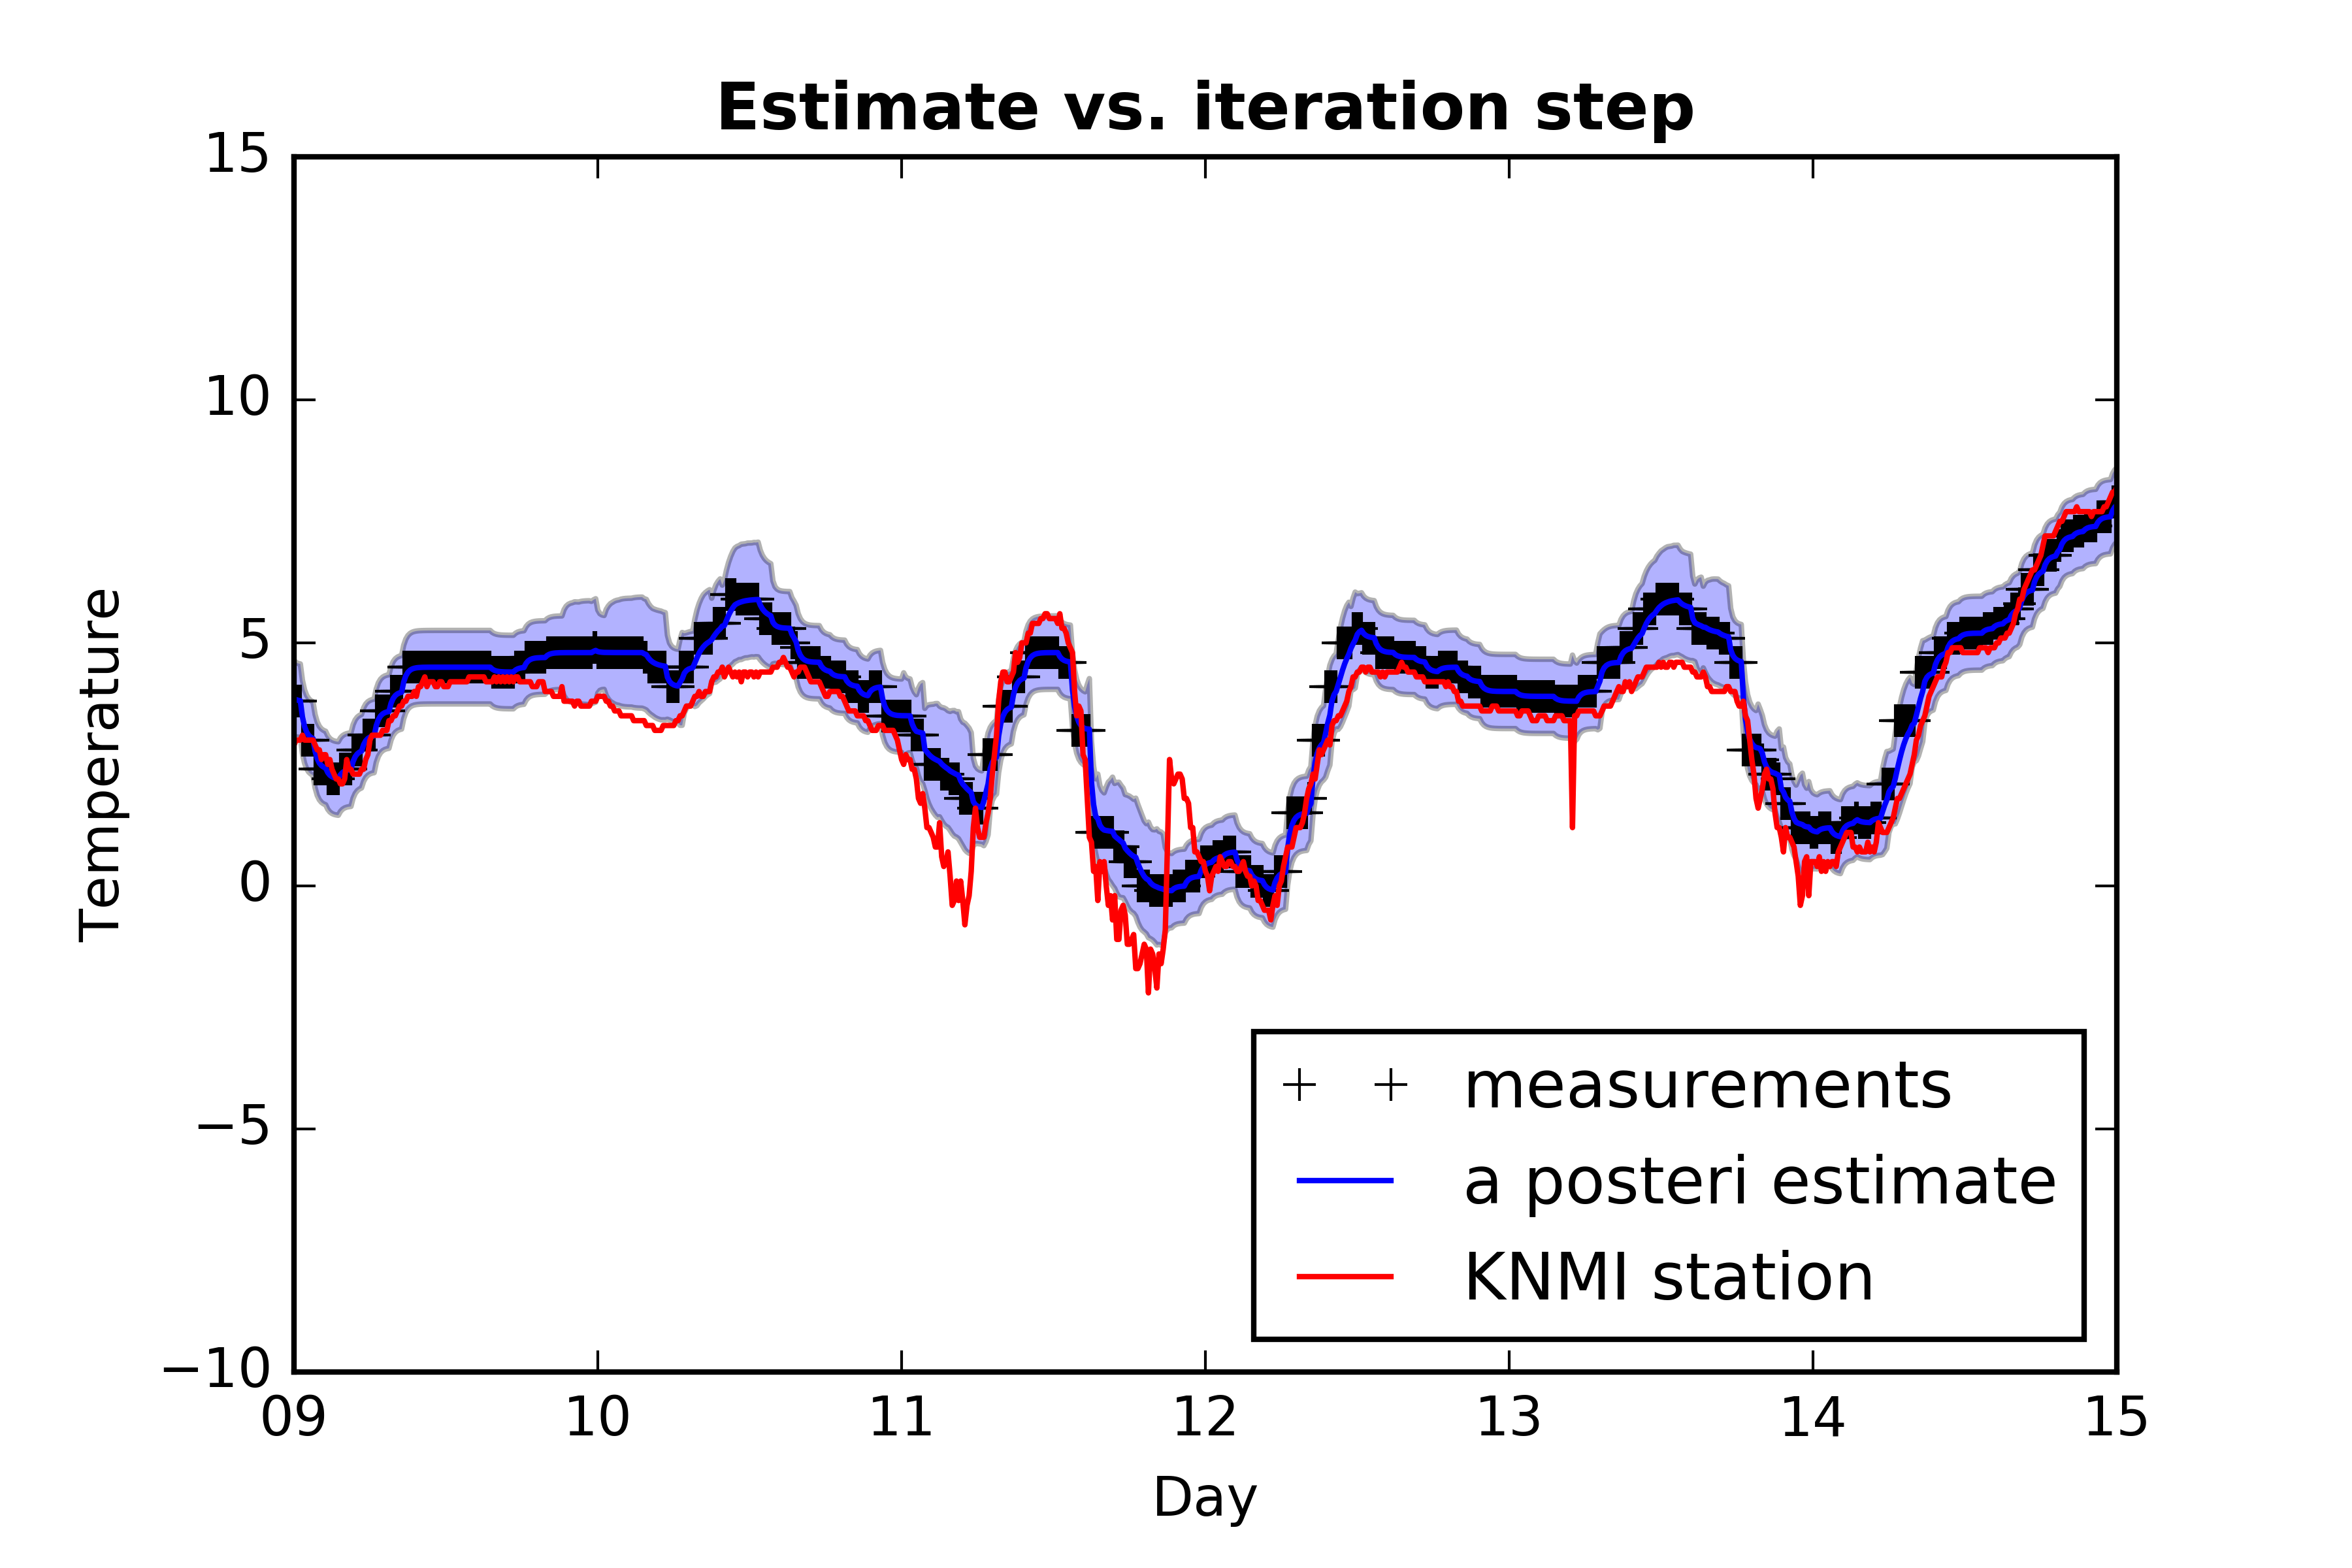 Estimate vs. iteration step
15
10
5
0
−5
−10
Temperature
measurements
a posteri estimate
KNMI station
09 10 11 12 13 14 15
Day